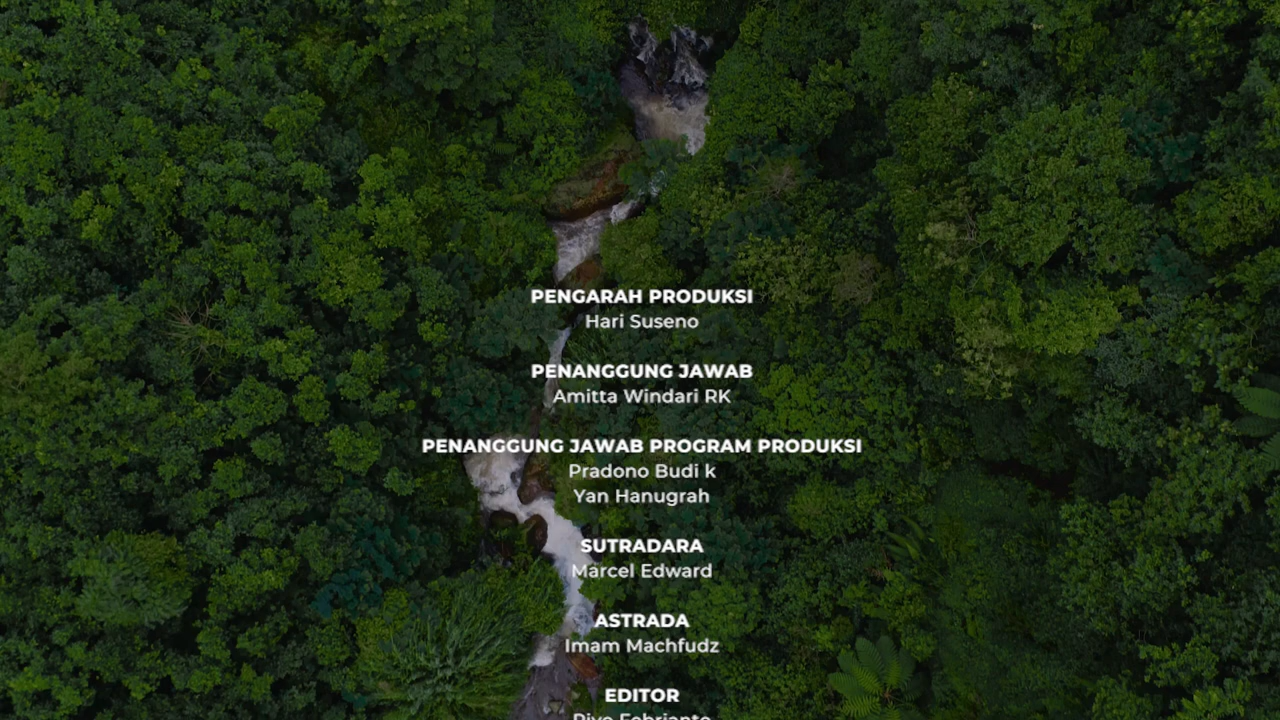 PENGARAH PRODUKSI
Hari Suseno
PENANGGUNG JAWAB
Amitta Windari RK
PENANGGUNG JAWAB PROGRAM PRODUKSI
Pradono Budi k
Yan Hanugrah
SUTRADARA
Marcel Edward
ASTRADA
Imam Machfudz
EDITOR